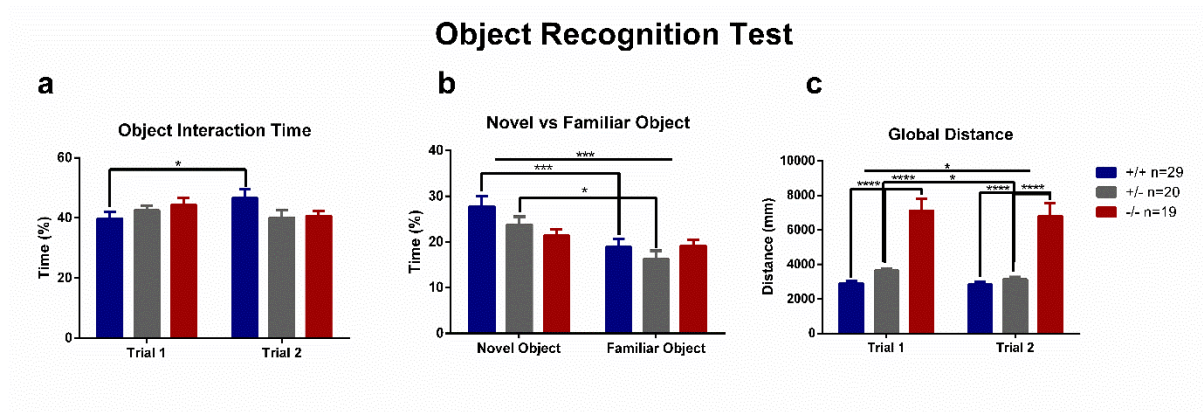 Object Recognition Test
a
Object Interaction Time
60
40
20
0
Time (%)
*
Trial 1
Trial 2
b
Novel vs Familiar Object
40
30
20
10
0
Time (%)
***
***
*
Novel Object
Familiar Object
c
Global Distance
10000
8000
6000
4000
2000
0
Distance (mm)
*
**** *
**** ****
Trial 1
Trial 2
+/+ n=29
+/- n=20
-/- n=19